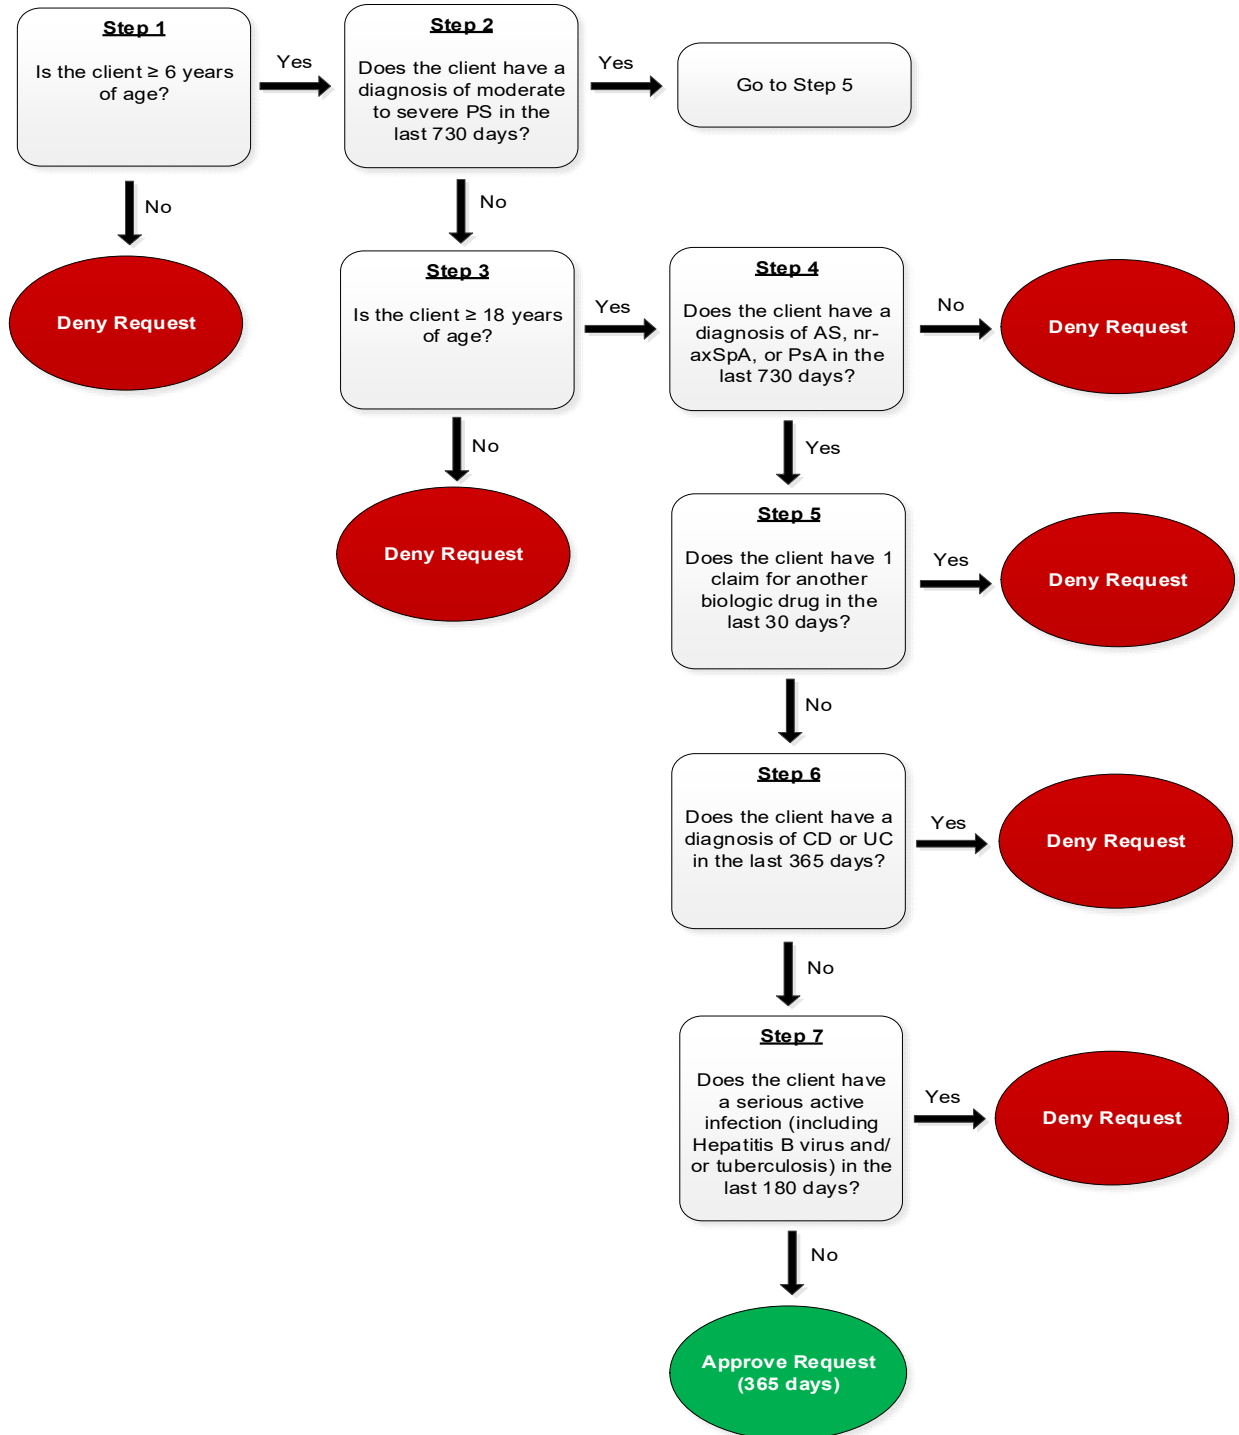 Step 1
Is the client ≥ 6 years
of age?
Yes
Step 2
Does the client have a
diagnosis of moderate
to severe PS in the
last 730 days?
Yes
Go to Step 5
No
Deny Request
No
Step 3
Is the client ≥ 18 years
of age?
Yes
Step 4
Does the client have a
diagnosis of AS, nr-
axSpA, or PsA in the
last 730 days?
No
Deny Request
No
Deny Request
Yes
Step 5
Does the client have 1
claim for another
biologic drug in the
last 30 days?
Yes
Deny Request
No
Step 6
Does the client have a
diagnosis of CD or UC
in the last 365 days?
Yes
Deny Request
No
Step 7
Does the client have
a serious active
infection (including
Hepatitis B virus and/
or tuberculosis) in the
last 180 days?
Yes
Deny Request
No
Approve Request
(365 days)